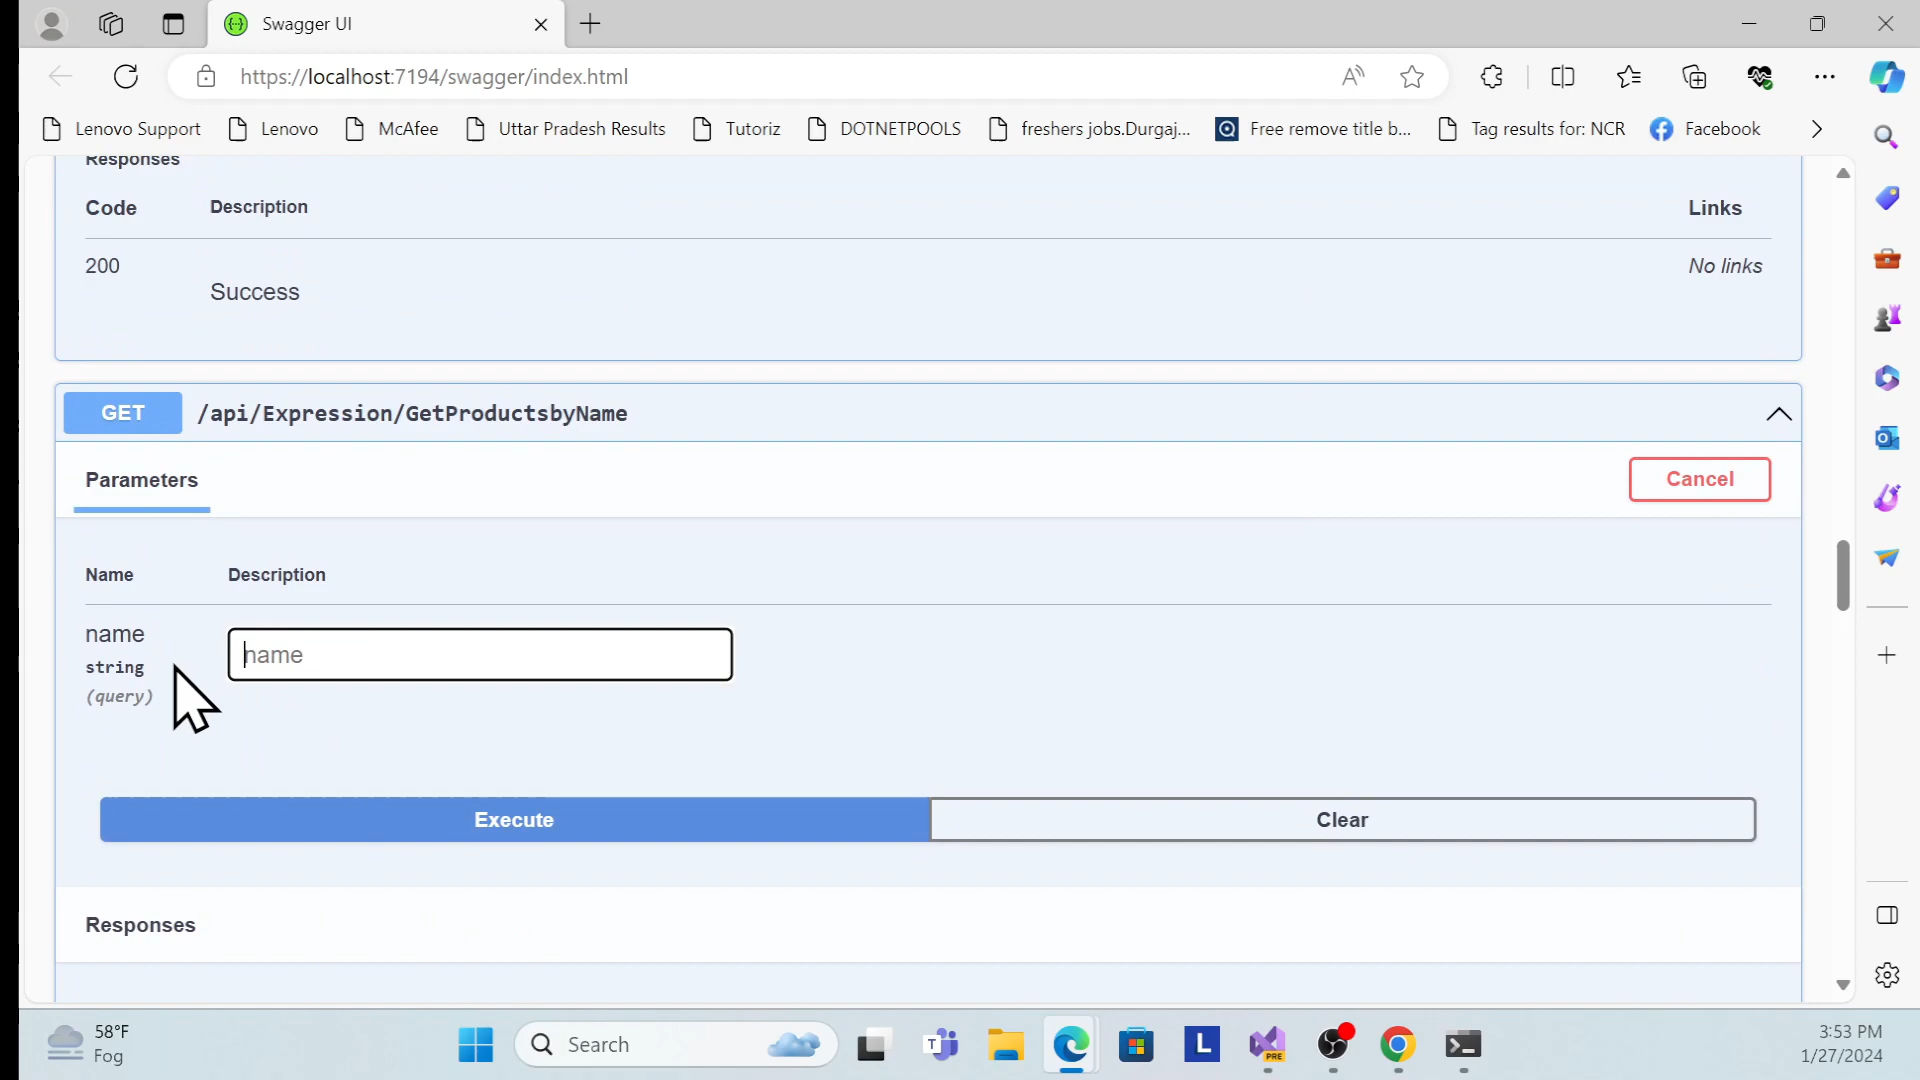 Swagger UI
https://localhost:7194/swagger/index.html
Lenovo Support
Lenovo
McAfee
Uttar Pradesh Results
Tutoriz
DOTNETPOOLS
freshers jobs.Durgaj...
Free remove title b...
Tag results for: NCR
Facebook
Responses
Code Description Links
200 No links
Success
GET /api/Expression/GetProductsbyName
Parameters Cancel
Name Description
name
string
(query)
name
Execute Clear
Responses
58°F
Fog
Search
T
L
PRE
3:53 PM
1/27/2024